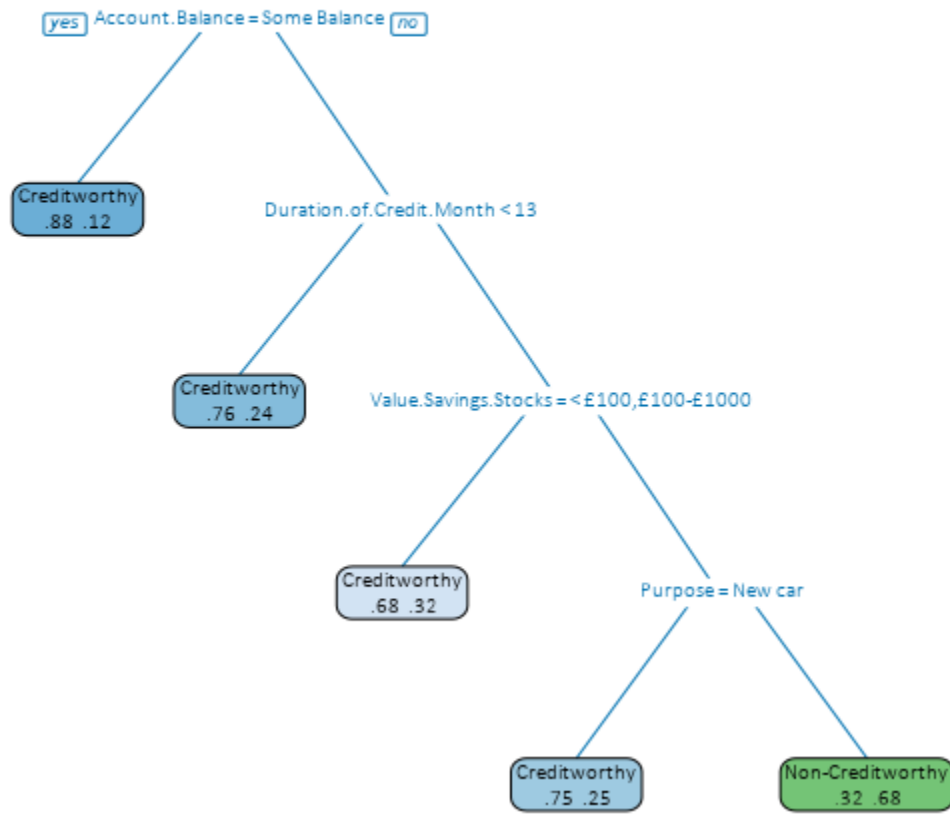 yes Account.Balance = Some Balance no
Creditworthy
.88 .12
Duration.of.Credit.Month < 13
Creditworthy
.76 .24
Value.Savings.Stocks = < £100,£100-£1000
Creditworthy
.68 .32
Purpose = New car
Creditworthy
.75 .25
Non-Creditworthy
.32 .68